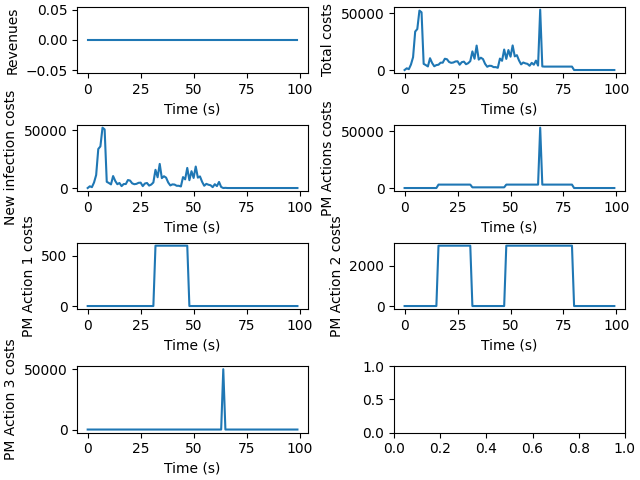 Revenues
0.05
0.00
−0.05
0 25 50 75 100
Time (s)
Total costs
50000
0
0 25 50 75 100
Time (s)
New infection costs
50000
0
0 25 50 75 100
Time (s)
PM Actions costs
50000
0
0 25 50 75 100
Time (s)
PM Action 1 costs
500
0
0 25 50 75 100
Time (s)
PM Action 2 costs
2000
0
0 25 50 75 100
Time (s)
PM Action 3 costs
50000
0
0 25 50 75 100
Time (s)
1.0
0.5
0.0
0.0 0.2 0.4 0.6 0.8 1.0